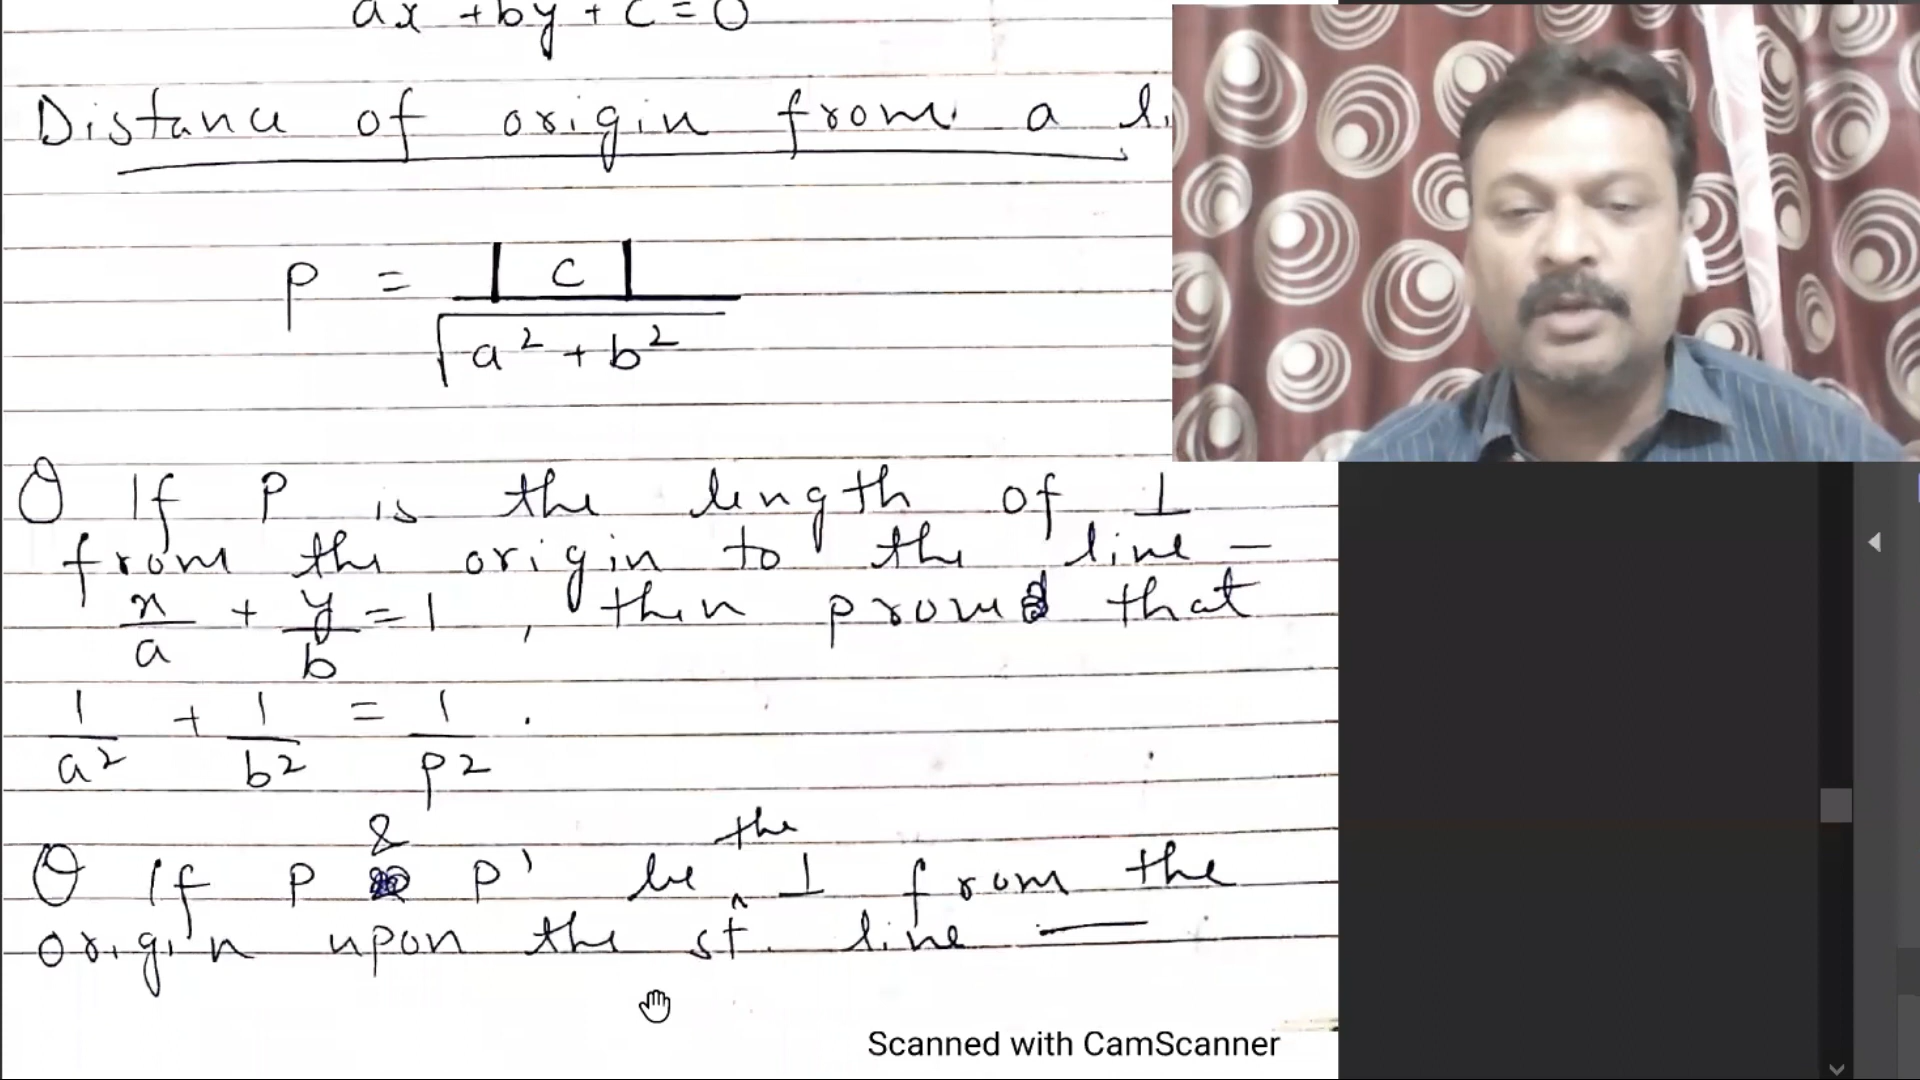 ax + by + c = 0
Distance of origin from a l
p = |c|
√a² + b²
Q If P is the length of ⊥
from the origin to the line –
x/a + y/b = 1, then prove that
1/a² + 1/b² = 1/p² .
Q If p & p' be the ⊥ from the
origin upon the st. line —
Scanned with CamScanner